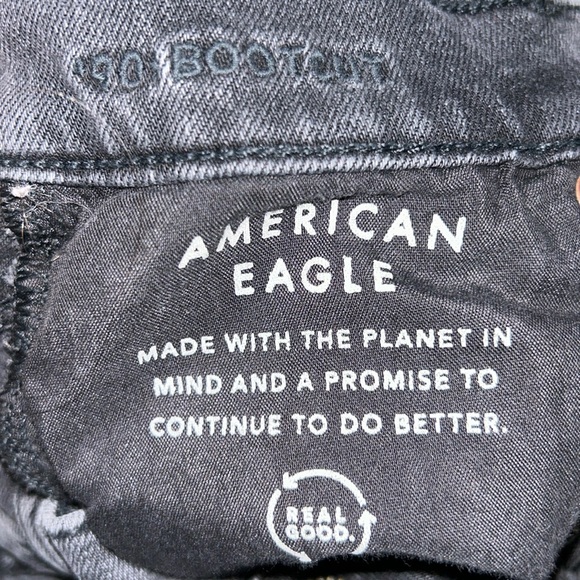 '90s BOOTCUT
AMERICAN
EAGLE
MADE WITH THE PLANET IN
MIND AND A PROMISE TO
CONTINUE TO DO BETTER.
REAL
GOOD.